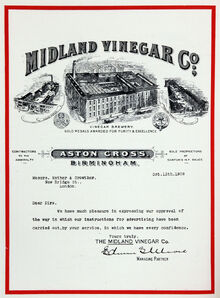 MIDLAND VINEGAR Co:
VINEGAR BREWERY.
GOLD MEDALS AWARDED FOR PURITY & EXCELLENCE
CONTRACTORS
TO THE
ADMIRALTY
SOLE PROPRIETORS
OF
GARTON'S H.P. SAUCE
ASTON CROSS,
BIRMINGHAM,
Oct.12th.1908
Messrs. Mather & Crowther,
New Bridge St.,
London.
Dear Sirs,
We have much pleasure in expressing our approval of
the way in which our instructions for advertising have been
carried out by your service, in which we have every confidence.
Yours truly,
THE MIDLAND VINEGAR Co.
MANAGING PARTNER